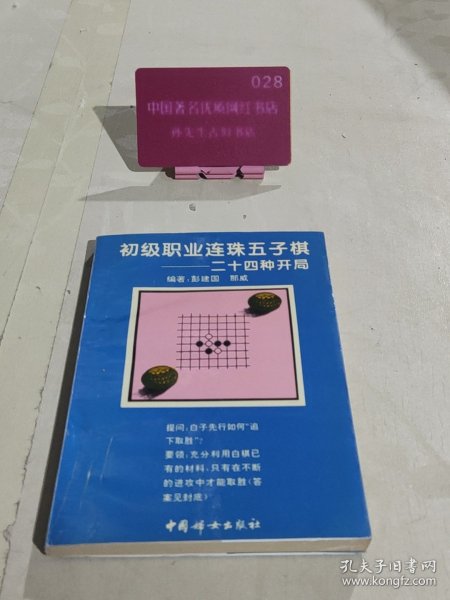 028
中国著名优质网红书店
孙先生古旧书店
初级职业连珠五子棋
——二十四种开局
编著:彭建国 那威
提问:白子先行如何“追
下取胜”?
要领:充分利用白棋已
有的材料,只有在不断
的进攻中才能取胜(答
案见封底)
中国妇女出版社
孔夫子旧书网
www.kongfz.com